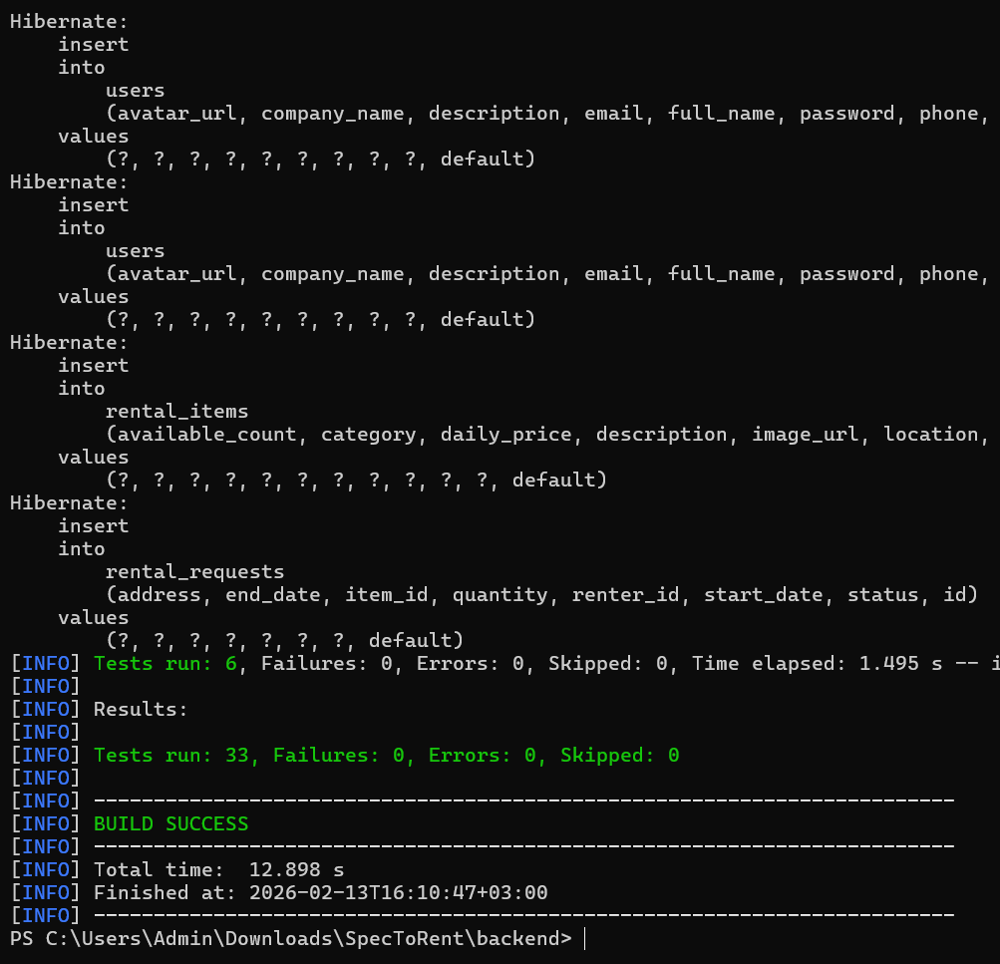 Hibernate:
    insert
    into
        users
        (avatar_url, company_name, description, email, full_name, password, phone,
    values
        (?, ?, ?, ?, ?, ?, ?, ?, ?, default)
Hibernate:
    insert
    into
        users
        (avatar_url, company_name, description, email, full_name, password, phone,
    values
        (?, ?, ?, ?, ?, ?, ?, ?, ?, default)
Hibernate:
    insert
    into
        rental_items
        (available_count, category, daily_price, description, image_url, location,
    values
        (?, ?, ?, ?, ?, ?, ?, ?, ?, ?, ?, default)
Hibernate:
    insert
    into
        rental_requests
        (address, end_date, item_id, quantity, renter_id, start_date, status, id)
    values
        (?, ?, ?, ?, ?, ?, ?, default)
[INFO] Tests run: 6, Failures: 0, Errors: 0, Skipped: 0, Time elapsed: 1.495 s -- i
[INFO]
[INFO] Results:
[INFO]
[INFO] Tests run: 33, Failures: 0, Errors: 0, Skipped: 0
[INFO]
[INFO] ------------------------------------------------------------------------
[INFO] BUILD SUCCESS
[INFO] ------------------------------------------------------------------------
[INFO] Total time:  12.898 s
[INFO] Finished at: 2026-02-13T16:10:47+03:00
[INFO] ------------------------------------------------------------------------
PS C:\Users\Admin\Downloads\SpecToRent\backend>